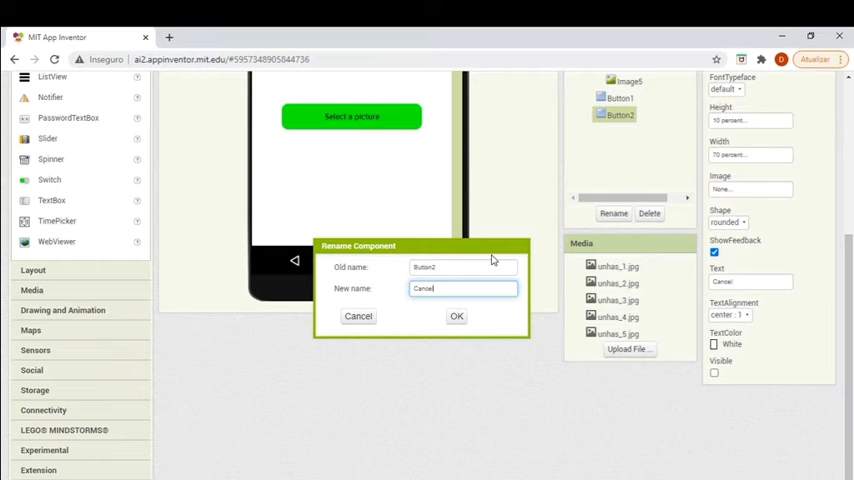 MIT App Inventor
Inseguro
ai2.appinventor.mit.edu/#5957348905844736
D
Atualizar
ListView
Notifier
PasswordTextBox
Slider
Spinner
Switch
TextBox
TimePicker
WebViewer
Layout
Media
Drawing and Animation
Maps
Sensors
Social
Storage
Connectivity
LEGO® MINDSTORMS®
Experimental
Extension
Select a picture
Rename Component
Old name:
Button2
New name:
Cancel
Cancel
OK
Image5
Button1
Button2
Rename
Delete
Media
unhas_1.jpg
unhas_2.jpg
unhas_3.jpg
unhas_4.jpg
unhas_5.jpg
Upload File ...
FontTypeface
default
Height
10 percent...
Width
70 percent...
Image
None...
Shape
rounded
ShowFeedback
Text
Cancel
TextAlignment
center : 1
TextColor
White
Visible